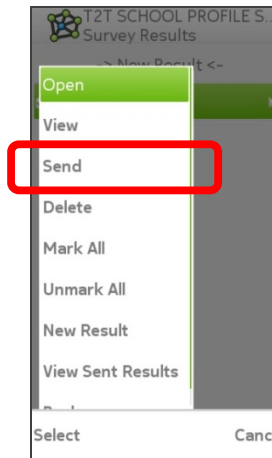 T2T SCHOOL PROFILE S...
Survey Results
-> New Result <-
Open
View
Send
Delete
Mark All
Unmark All
New Result
View Sent Results
Select Canc